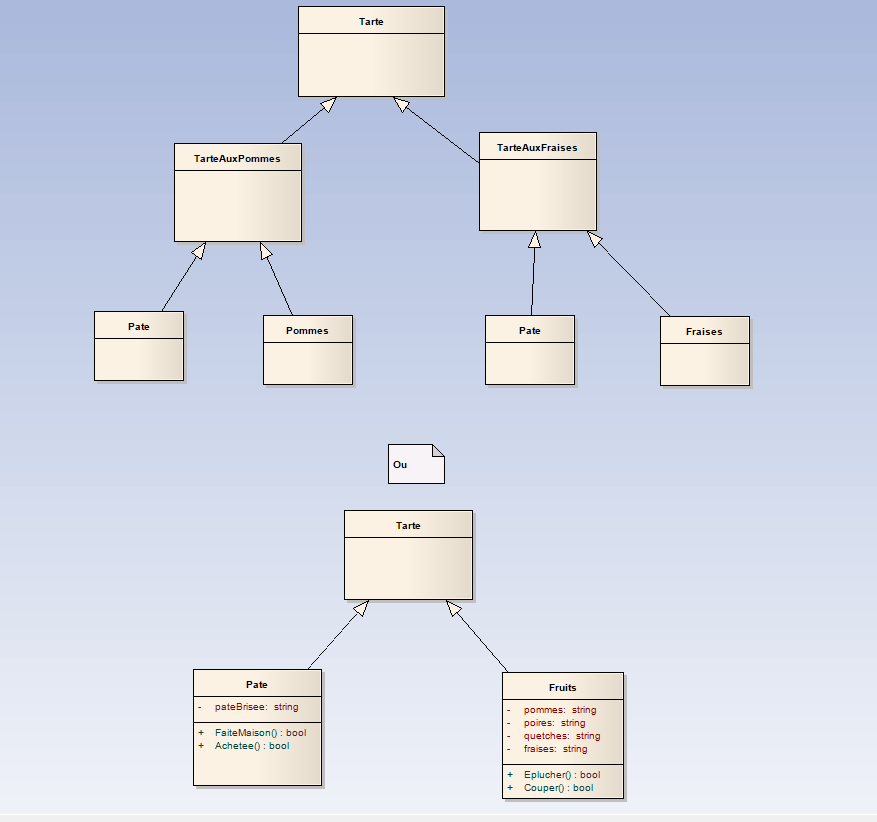 Tarte
TarteAuxPommes
TarteAuxFraises
Pate
Pommes
Pate
Fraises
Ou
Tarte
Pate
- pateBrisee: string
+ FaiteMaison() : bool
+ Achetee() : bool
Fruits
- pommes: string
- poires: string
- quetches: string
- fraises: string
+ Eplucher() : bool
+ Couper() : bool